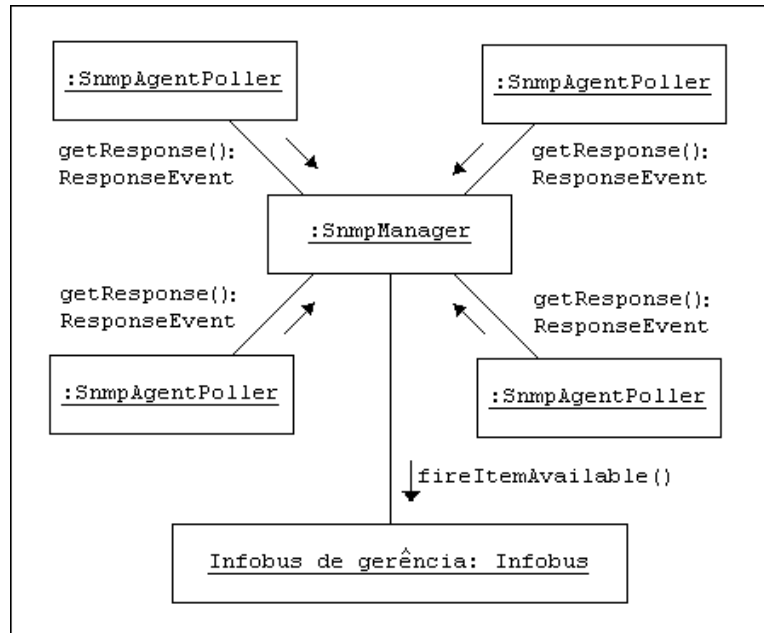 :SnmpAgentPoller
:SnmpAgentPoller
getResponse():
ResponseEvent
getResponse():
ResponseEvent
:SnmpManager
getResponse():
ResponseEvent
getResponse():
ResponseEvent
:SnmpAgentPoller
:SnmpAgentPoller
fireItemAvailable()
Infobus de gerência: Infobus